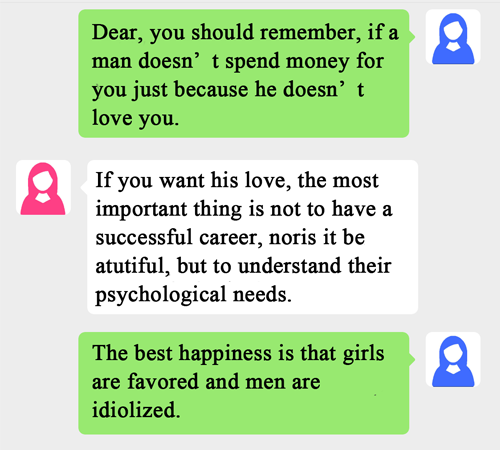 Dear, you should remember, if a
man doesn’t spend money for
you just because he doesn’t
love you.
If you want his love, the most
important thing is not to have a
successful career, noris it be
atutiful, but to understand their
psychological needs.
The best happiness is that girls
are favored and men are
idiolized.